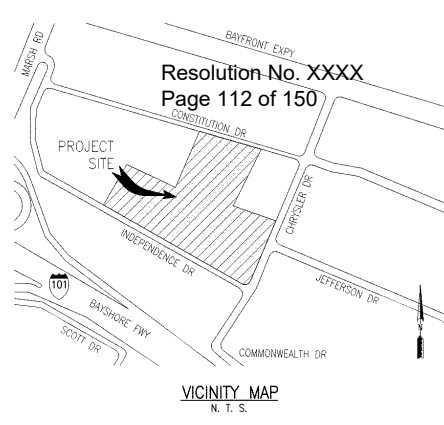 BAYFRONT EXPY
MARSH RD
Resolution No. XXXX
Page 112 of 150
CONSTITUTION DR
PROJECT
SITE
CHRYSLER DR
INDEPENDENCE DR
JEFFERSON DR
101
BAYSHORE FWY
SCOTT DR
COMMONWEALTH DR
N
VICINITY MAP
N. T. S.